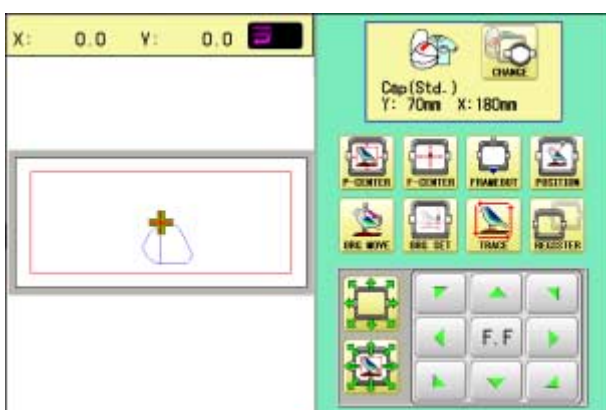 X: 0.0 Y: 0.0
CHANGE
Cap(Std.)
Y: 70mm X:180mm
P-CENTER F-CENTER FRAMEOUT POSITION
ORG MOVE ORG SET TRACE REGISTER
F.F